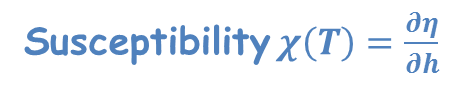 Susceptibility χ(T) = ∂η/∂h